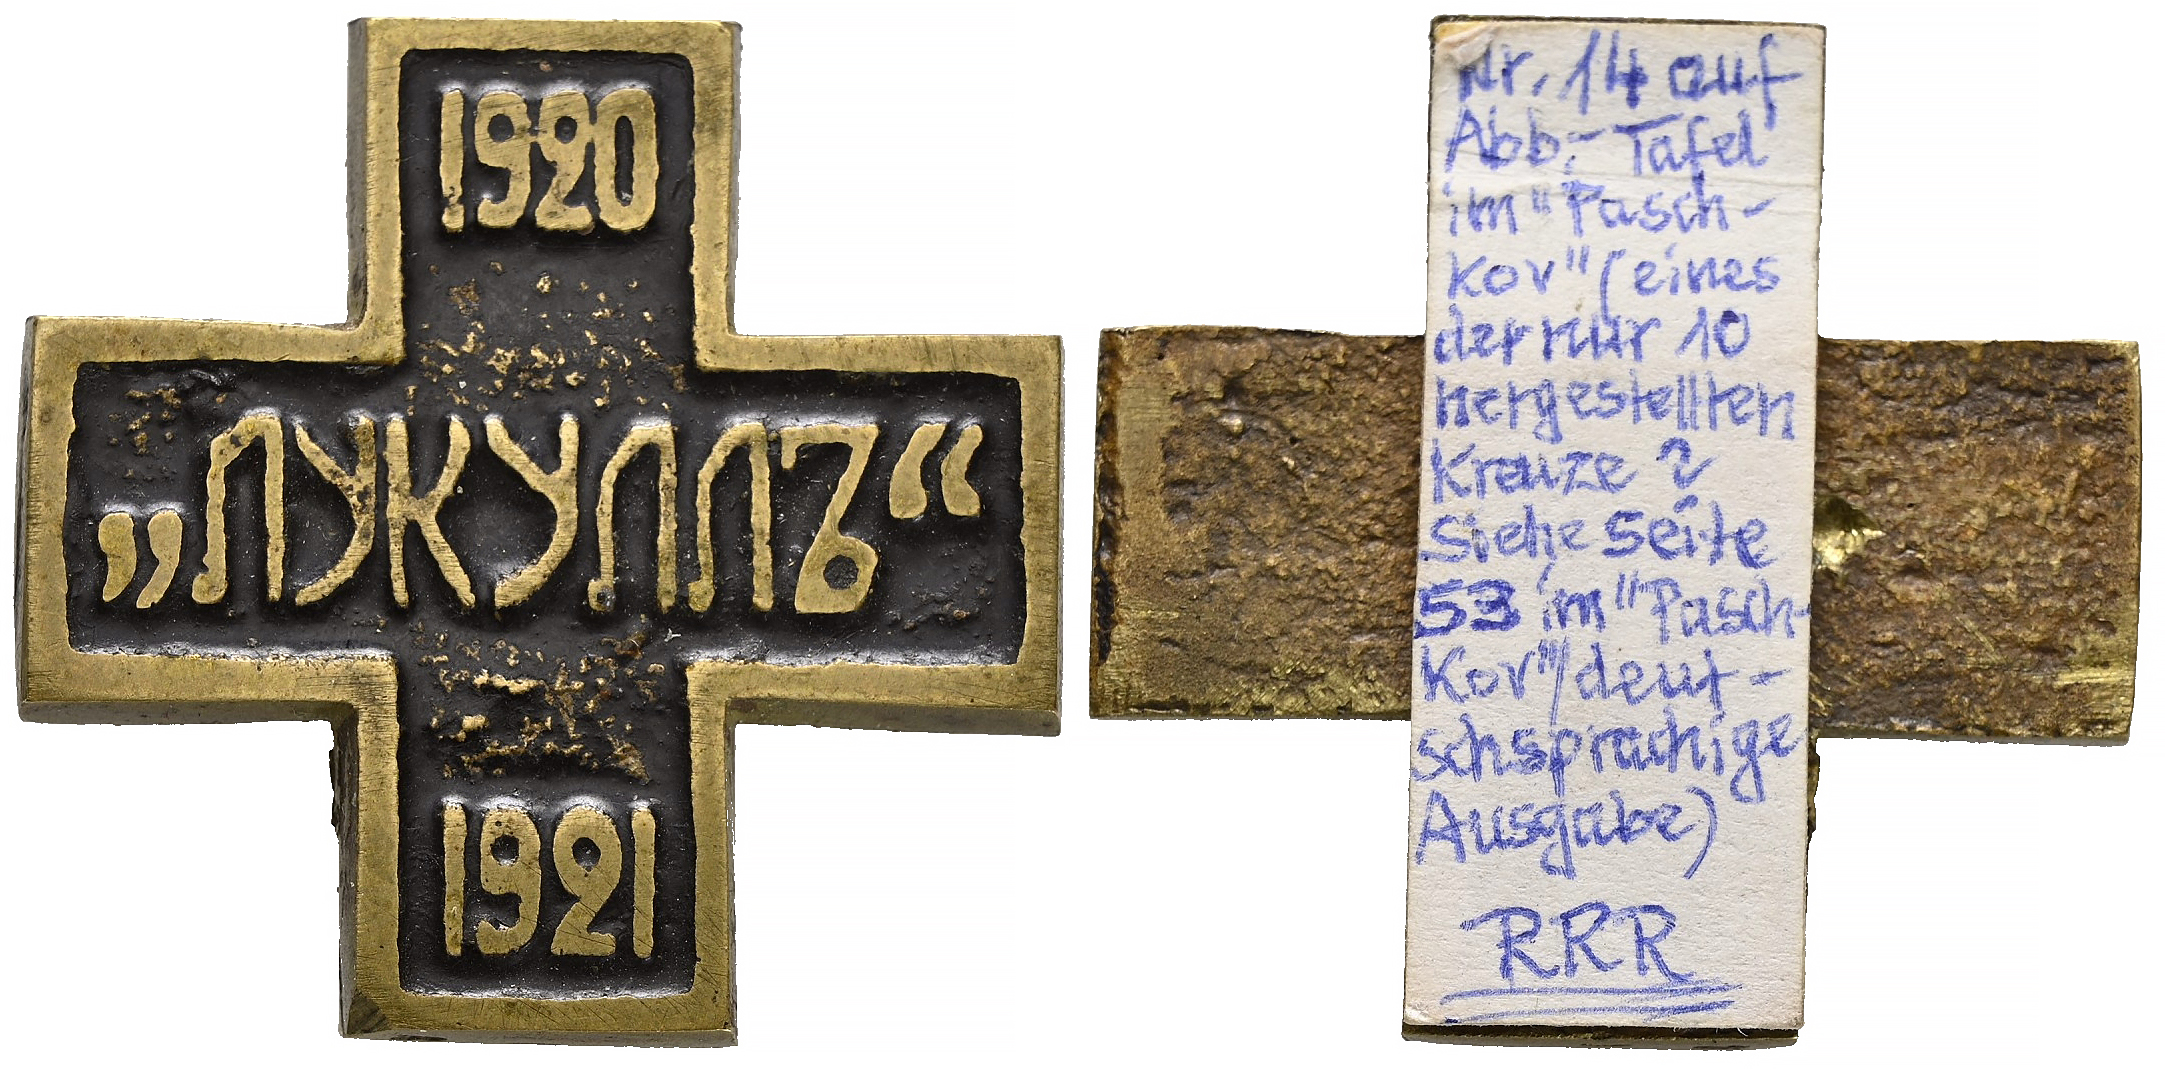 1920
„ЛУКУЛЛЪ“
1921
Nr. 14 auf
Abb.-Tafel
im "Pasch-
kov" (eines
der nur 10
hergestellten
Kreuze ?
siehe Seite
53 im "Pasch-
kov"/deut-
schsprachige
Ausgabe)
RRR